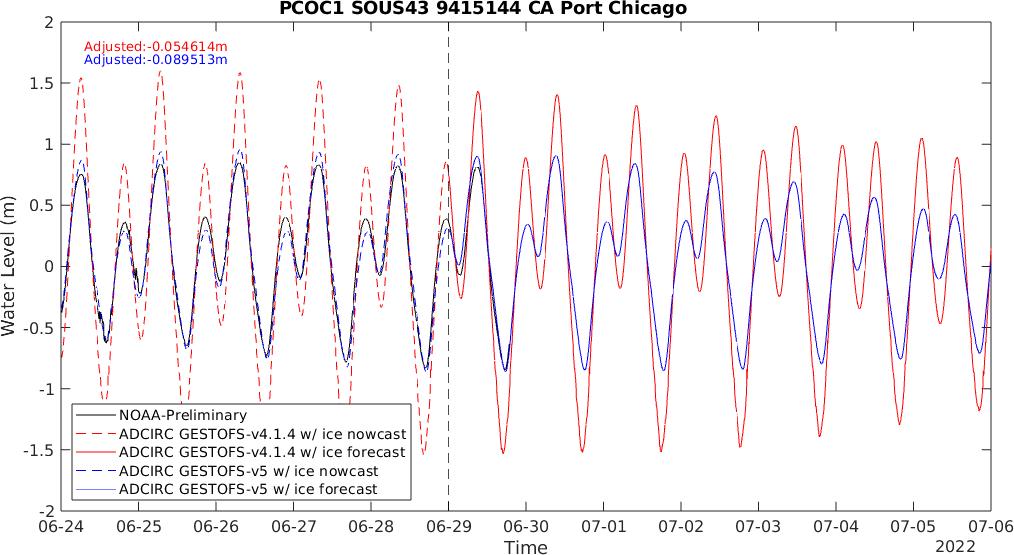 PCOC1 SOUS43 9415144 CA Port Chicago
Adjusted:-0.054614m
Adjusted:-0.089513m
2
1.5
1
0.5
0
-0.5
-1
-1.5
-2
Water Level (m)
NOAA-Preliminary
ADCIRC GESTOFS-v4.1.4 w/ ice nowcast
ADCIRC GESTOFS-v4.1.4 w/ ice forecast
ADCIRC GESTOFS-v5 w/ ice nowcast
ADCIRC GESTOFS-v5 w/ ice forecast
06-24 06-25 06-26 06-27 06-28 06-29 06-30 07-01 07-02 07-03 07-04 07-05 07-06
Time
2022